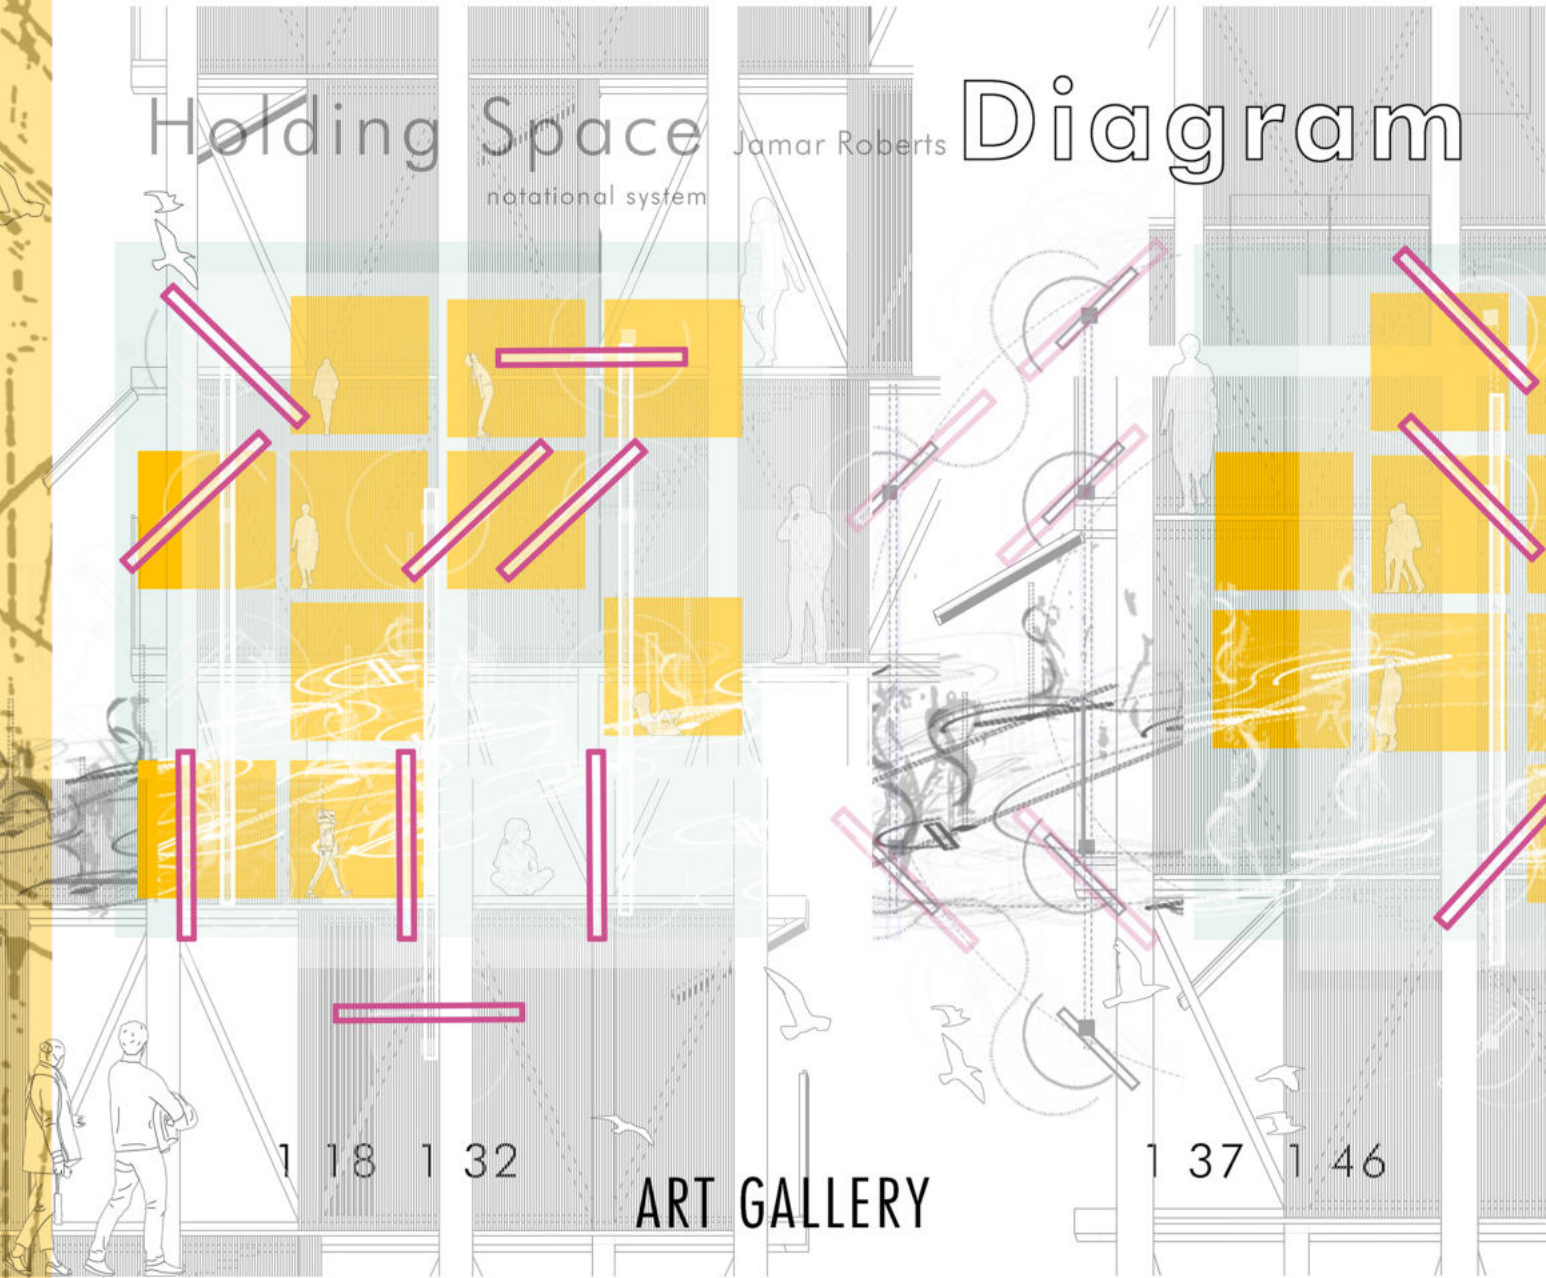 Holding Space Jamar Roberts Diagram
notational system
1 18 1 32
1 37 1 46
ART GALLERY